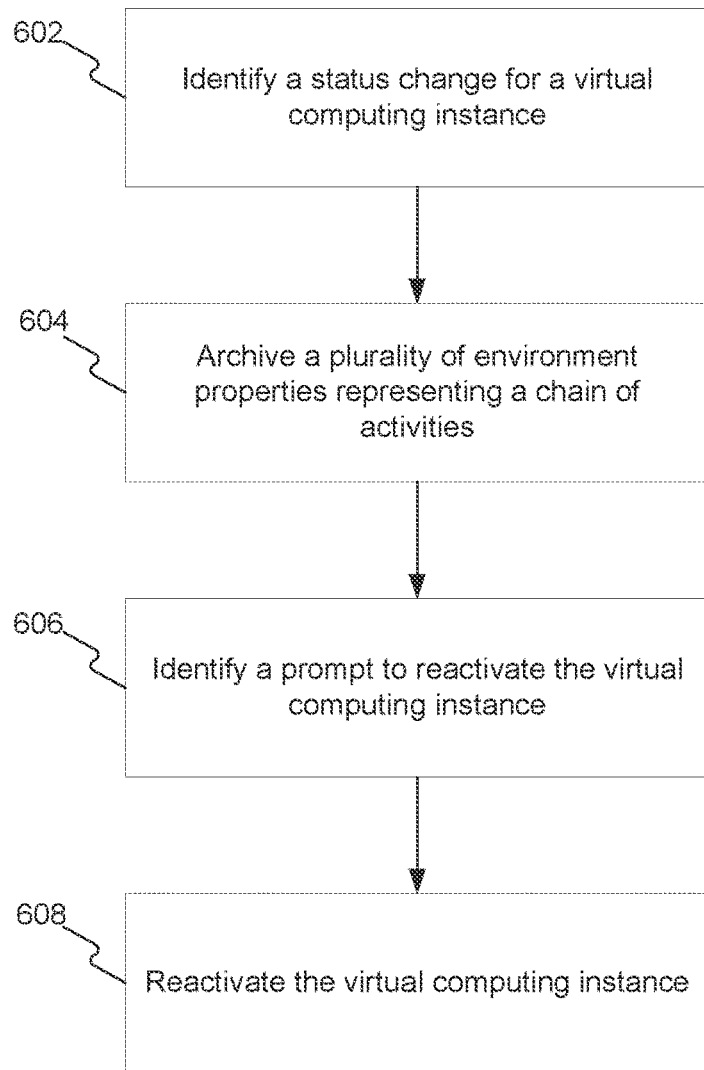 602
Identify a status change for a virtual
computing instance
604
Archive a plurality of environment
properties representing a chain of
activities
606
Identify a prompt to reactivate the virtual
computing instance
608
Reactivate the virtual computing instance